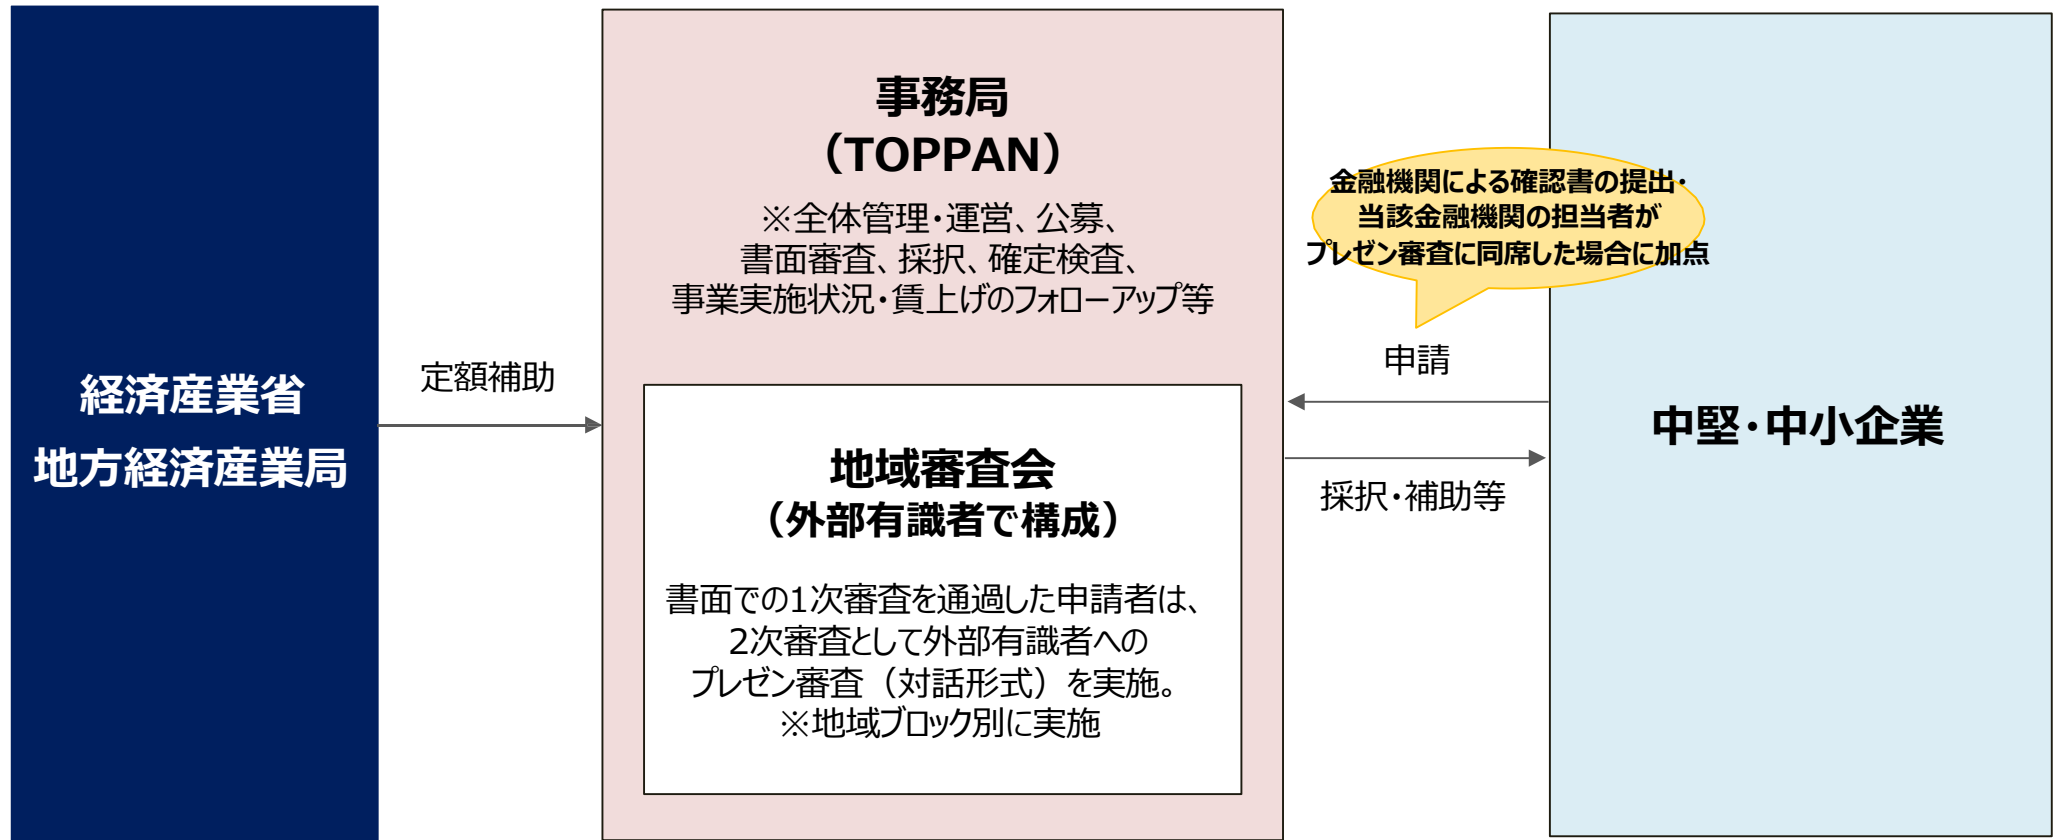 経済産業省
地方経済産業局
定額補助
事務局
（TOPPAN）
※全体管理・運営、公募、
書面審査、採択、確定検査、
事業実施状況・賃上げのフォローアップ等
地域審査会
（外部有識者で構成）
書面での1次審査を通過した申請者は、
2次審査として外部有識者への
プレゼン審査（対話形式）を実施。
※地域ブロック別に実施
金融機関による確認書の提出・
当該金融機関の担当者が
プレゼン審査に同席した場合に加点
申請
採択・補助等
中堅・中小企業